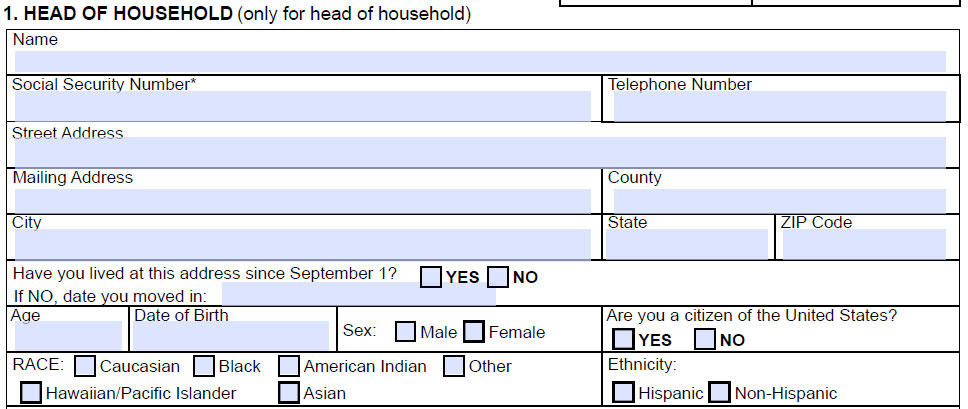 1. HEAD OF HOUSEHOLD (only for head of household)
Name
Social Security Number* Telephone Number
Street Address
Mailing Address County
City State ZIP Code
Have you lived at this address since September 1? YES NO
If NO, date you moved in:
Age Date of Birth Sex: Male Female Are you a citizen of the United States?
YES NO
RACE: Caucasian Black American Indian Other Ethnicity:
Hawaiian/Pacific Islander Asian Hispanic Non-Hispanic